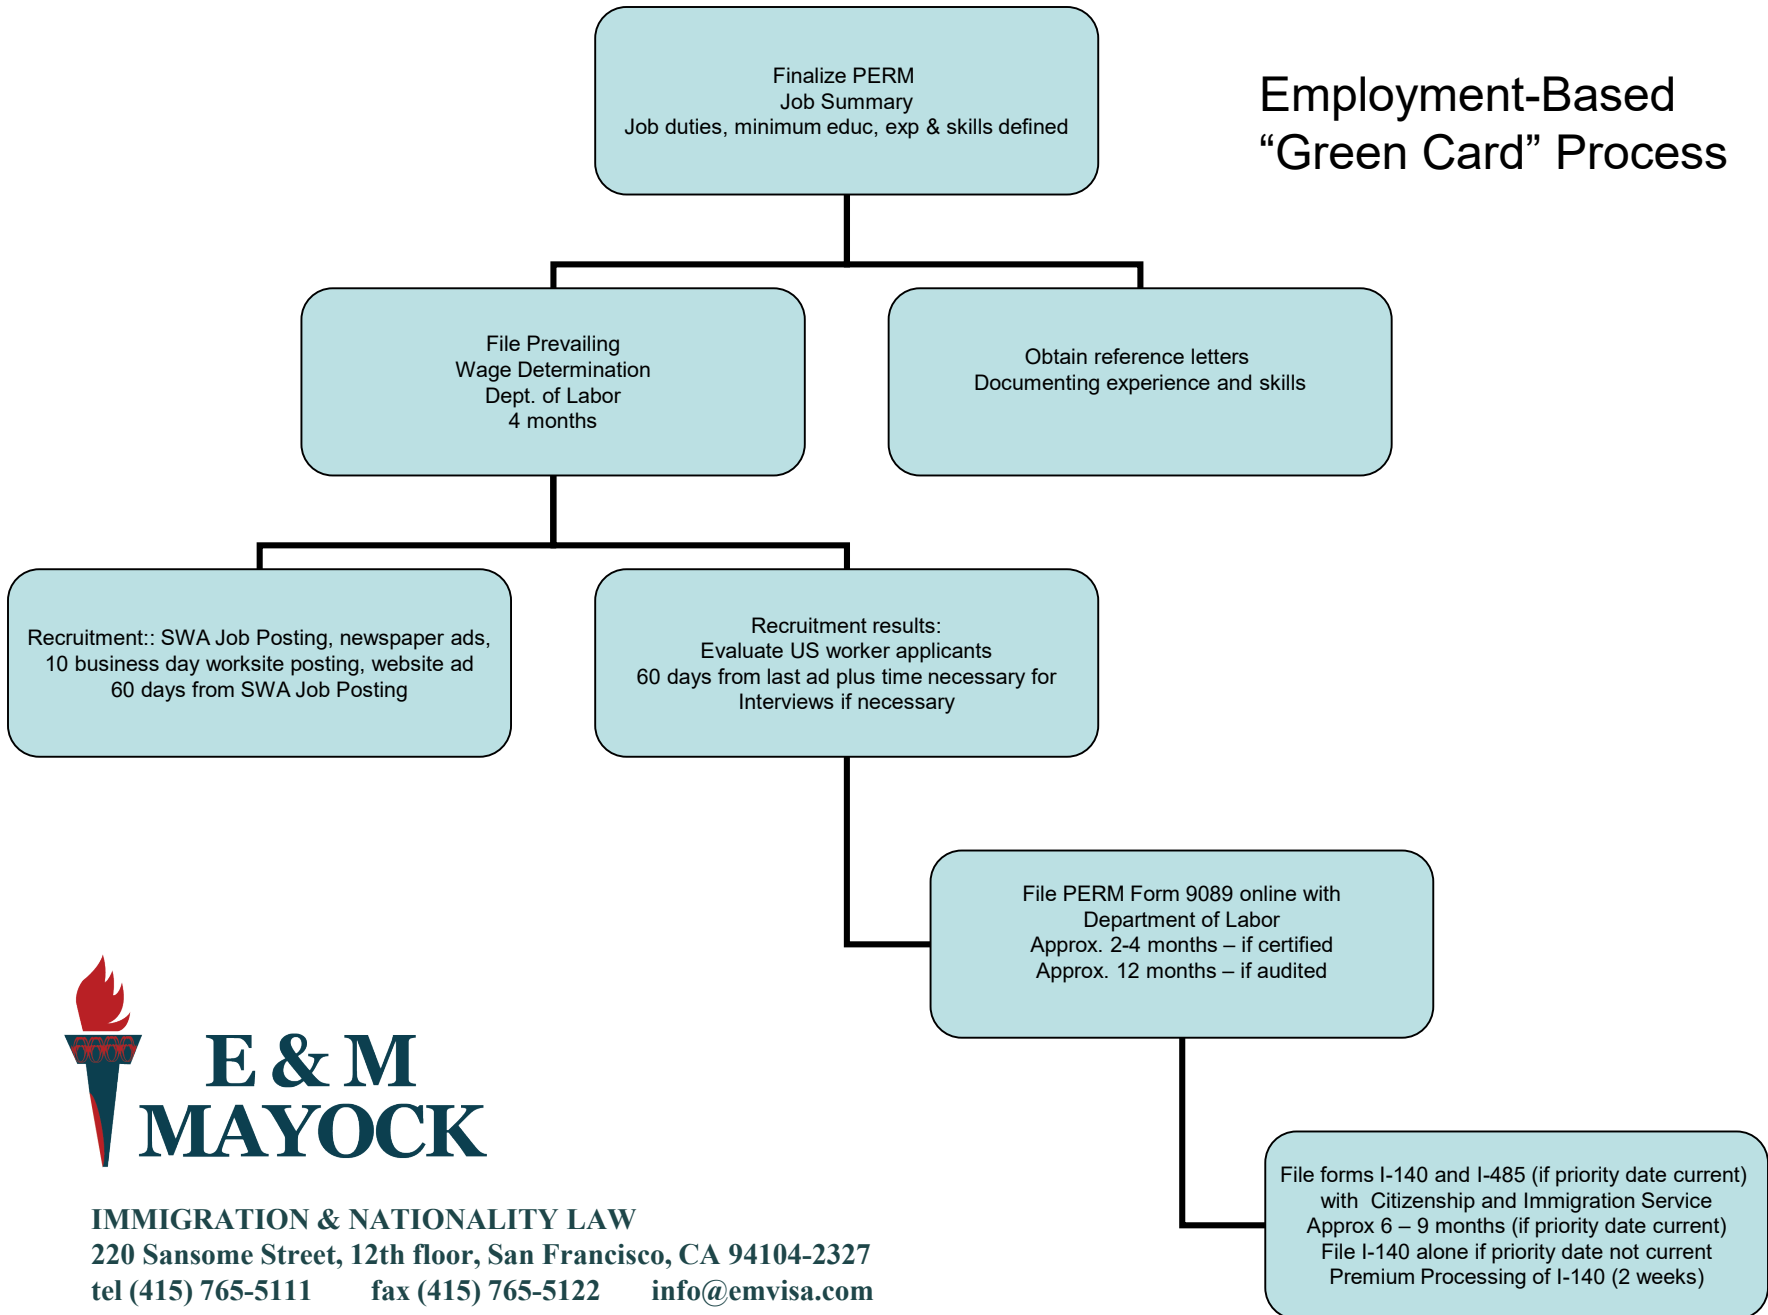 Finalize PERM
Job Summary
Job duties, minimum educ, exp & skills defined
Employment-Based
“Green Card” Process
File Prevailing
Wage Determination
Dept. of Labor
4 months
Obtain reference letters
Documenting experience and skills
Recruitment:: SWA Job Posting, newspaper ads,
10 business day worksite posting, website ad
60 days from SWA Job Posting
Recruitment results:
Evaluate US worker applicants
60 days from last ad plus time necessary for
Interviews if necessary
File PERM Form 9089 online with
Department of Labor
Approx. 2-4 months – if certified
Approx. 12 months – if audited
File forms I-140 and I-485 (if priority date current)
with Citizenship and Immigration Service
Approx 6 – 9 months (if priority date current)
File I-140 alone if priority date not current
Premium Processing of I-140 (2 weeks)
E & M
MAYOCK
IMMIGRATION & NATIONALITY LAW
220 Sansome Street, 12th floor, San Francisco, CA 94104-2327
tel (415) 765-5111 fax (415) 765-5122 info@emvisa.com